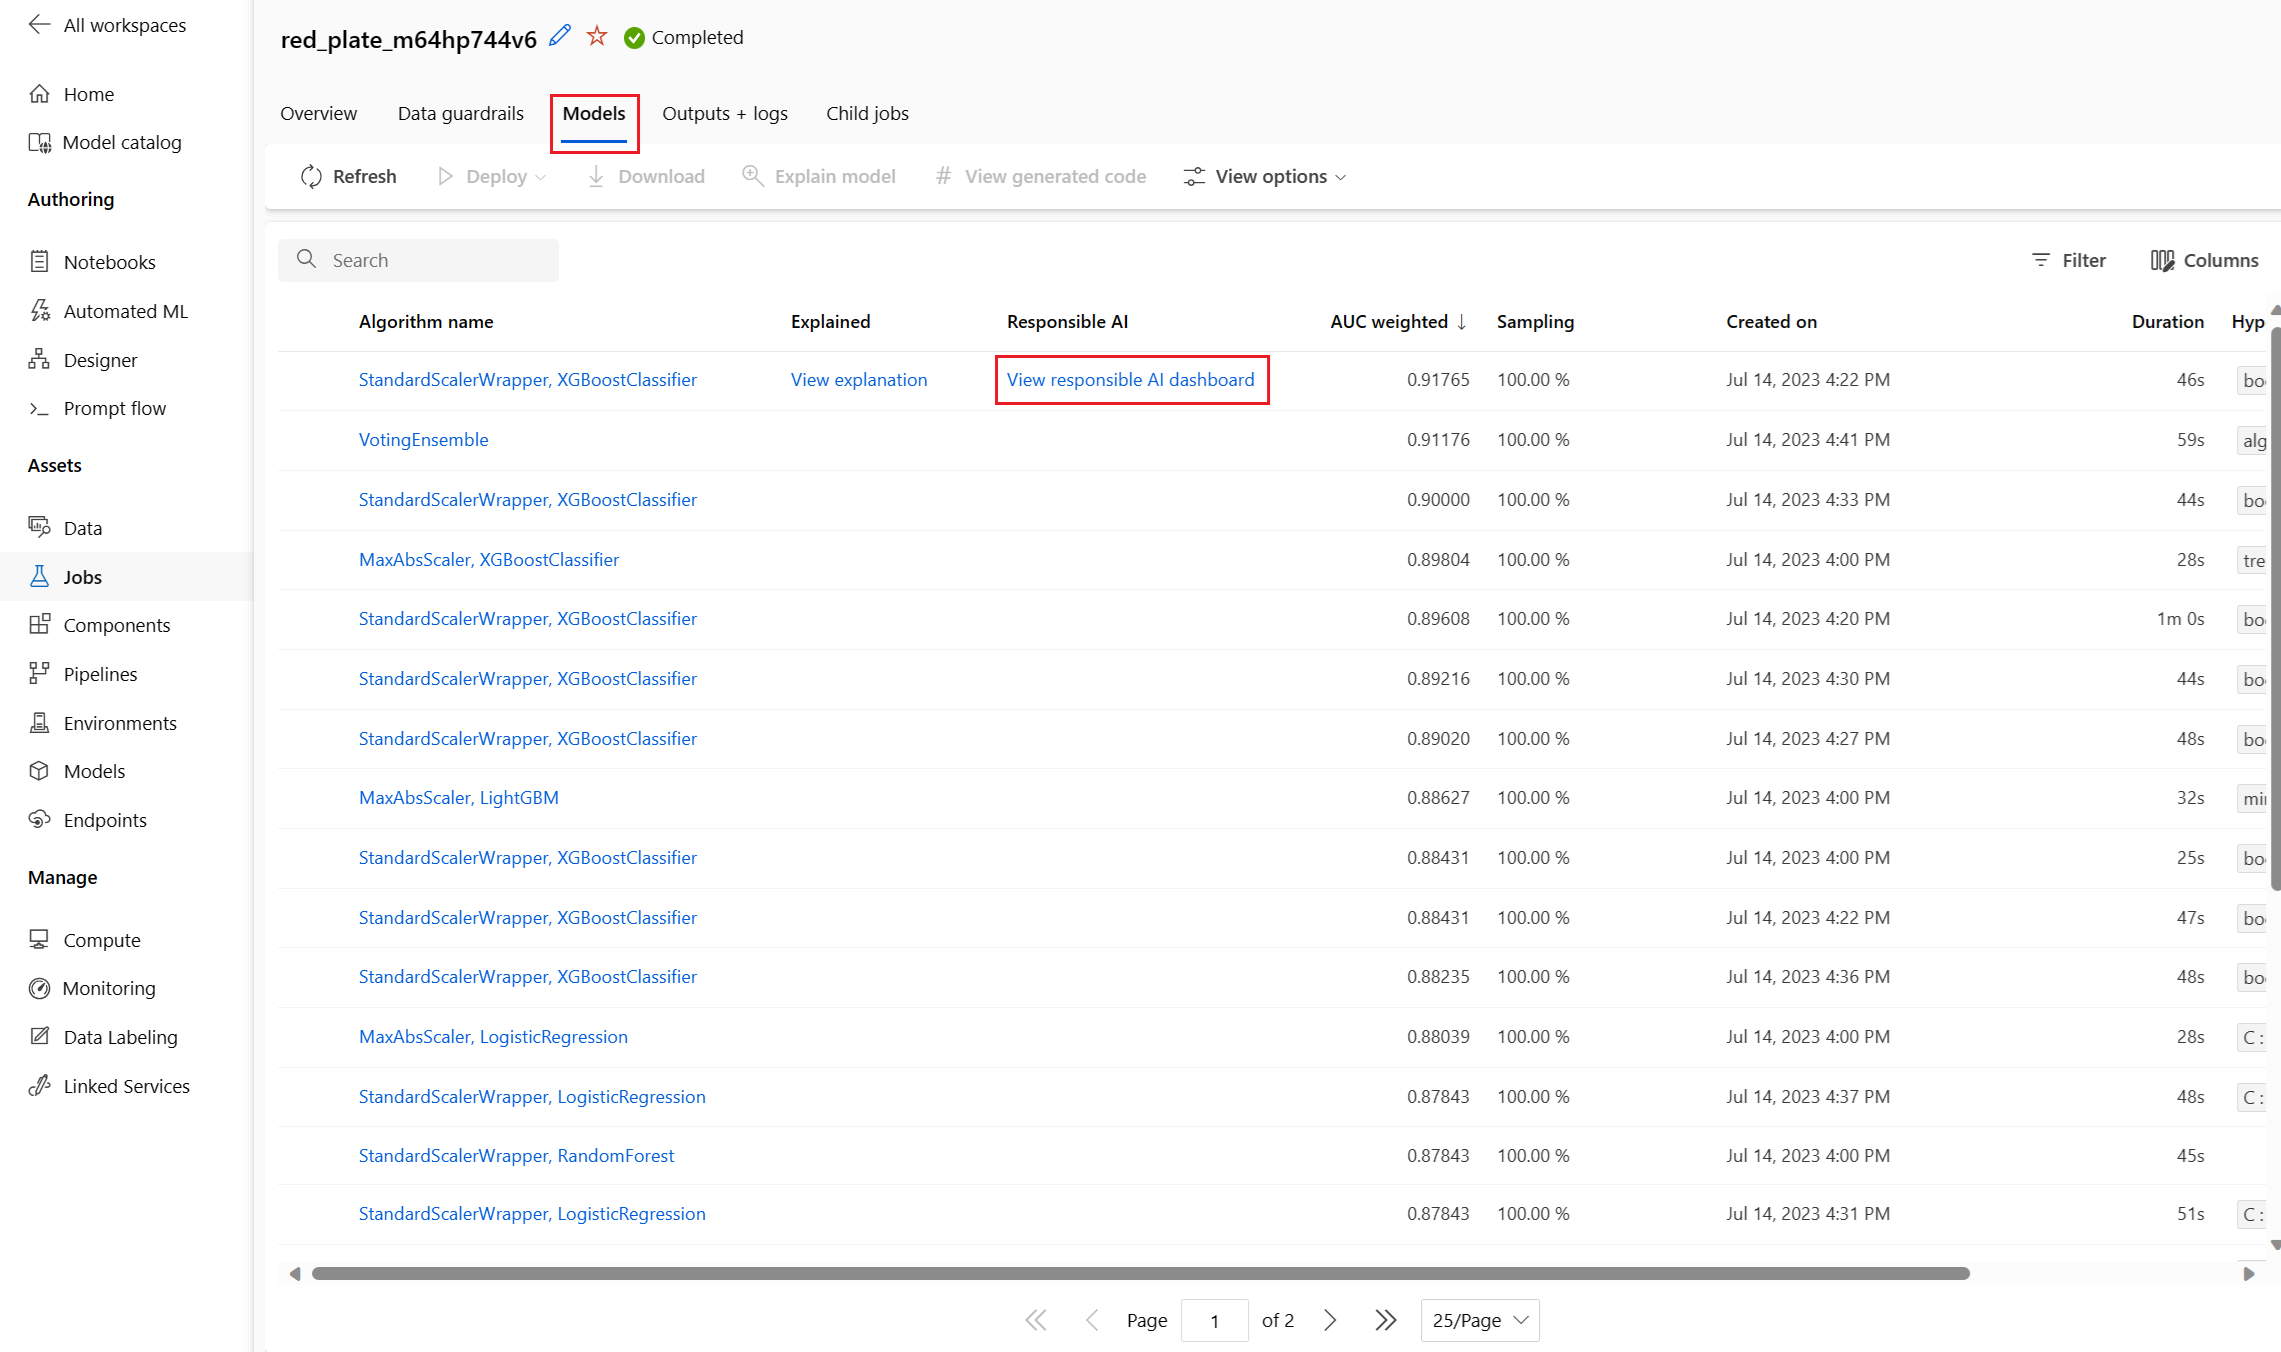 All workspaces
Home
Model catalog
Authoring
Notebooks
Automated ML
Designer
Prompt flow
Assets
Data
Jobs
Components
Pipelines
Environments
Models
Endpoints
Manage
Compute
Monitoring
Data Labeling
Linked Services
red_plate_m64hp744v6 Completed
Overview Data guardrails Models Outputs + logs Child jobs
Refresh Deploy Download Explain model # View generated code View options
Search Filter Columns
Algorithm name Explained Responsible AI AUC weighted ↓ Sampling Created on Duration Hyp
StandardScalerWrapper, XGBoostClassifier View explanation View responsible AI dashboard 0.91765 100.00 % Jul 14, 2023 4:22 PM 46s bo
VotingEnsemble 0.91176 100.00 % Jul 14, 2023 4:41 PM 59s alg
StandardScalerWrapper, XGBoostClassifier 0.90000 100.00 % Jul 14, 2023 4:33 PM 44s bo
MaxAbsScaler, XGBoostClassifier 0.89804 100.00 % Jul 14, 2023 4:00 PM 28s tre
StandardScalerWrapper, XGBoostClassifier 0.89608 100.00 % Jul 14, 2023 4:20 PM 1m 0s bo
StandardScalerWrapper, XGBoostClassifier 0.89216 100.00 % Jul 14, 2023 4:30 PM 44s bo
StandardScalerWrapper, XGBoostClassifier 0.89020 100.00 % Jul 14, 2023 4:27 PM 48s bo
MaxAbsScaler, LightGBM 0.88627 100.00 % Jul 14, 2023 4:00 PM 32s mi
StandardScalerWrapper, XGBoostClassifier 0.88431 100.00 % Jul 14, 2023 4:00 PM 25s bo
StandardScalerWrapper, XGBoostClassifier 0.88431 100.00 % Jul 14, 2023 4:22 PM 47s bo
StandardScalerWrapper, XGBoostClassifier 0.88235 100.00 % Jul 14, 2023 4:36 PM 48s bo
MaxAbsScaler, LogisticRegression 0.88039 100.00 % Jul 14, 2023 4:00 PM 28s C :
StandardScalerWrapper, LogisticRegression 0.87843 100.00 % Jul 14, 2023 4:37 PM 48s C :
StandardScalerWrapper, RandomForest 0.87843 100.00 % Jul 14, 2023 4:00 PM 45s
StandardScalerWrapper, LogisticRegression 0.87843 100.00 % Jul 14, 2023 4:31 PM 51s C :
Page 1 of 2 25/Page